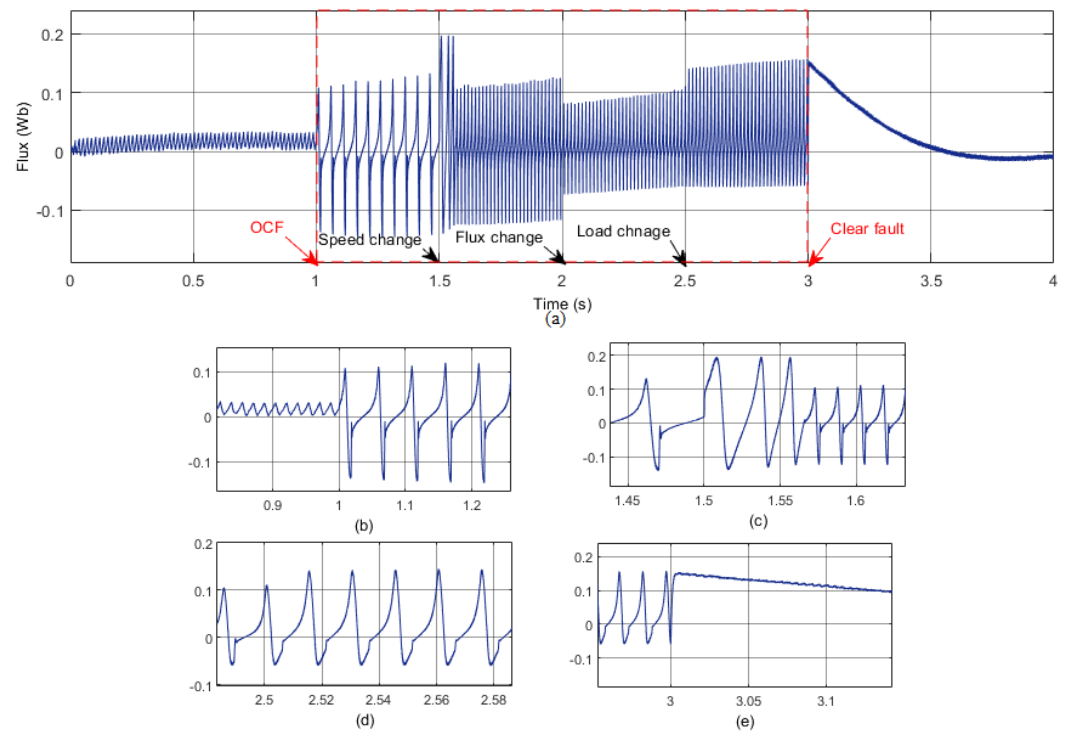 0.2
0.1
0
-0.1
Flux (Wb)
OCF
Speed change
Flux change
Load chnage
Clear fault
0 0.5 1 1.5 2 2.5 3 3.5 4
Time (s)
(a)
0.1
0
-0.1
0.9 1 1.1 1.2
(b)
0.2
0.1
0
-0.1
1.45 1.5 1.55 1.6
(c)
0.2
0.1
0
-0.1
2.5 2.52 2.54 2.56 2.58
(d)
0.2
0.1
0
-0.1
3 3.05 3.1
(e)